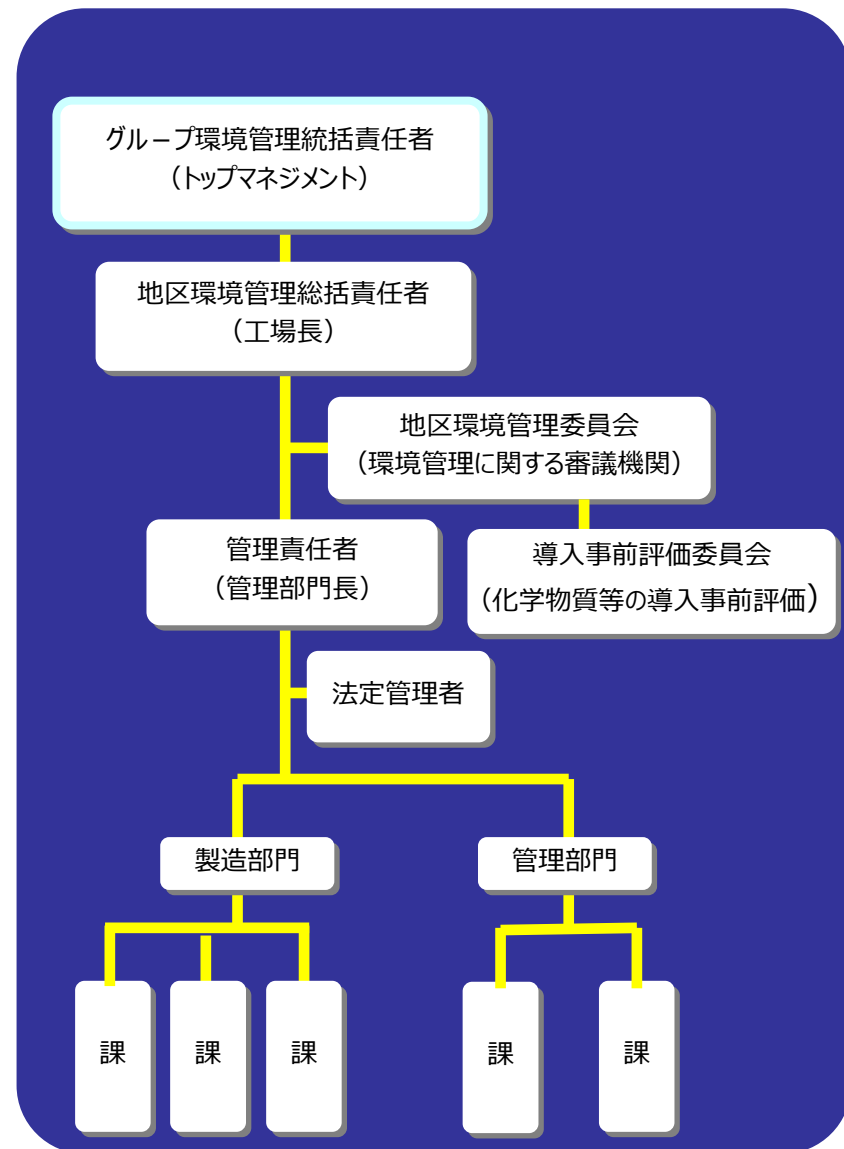 グループ環境管理統括責任者
（トップマネジメント）
地区環境管理総括責任者
（工場長）
地区環境管理委員会
（環境管理に関する審議機関）
管理責任者
（管理部門長）
導入事前評価委員会
（化学物質等の導入事前評価）
法定管理者
製造部門
管理部門
課
課
課
課
課